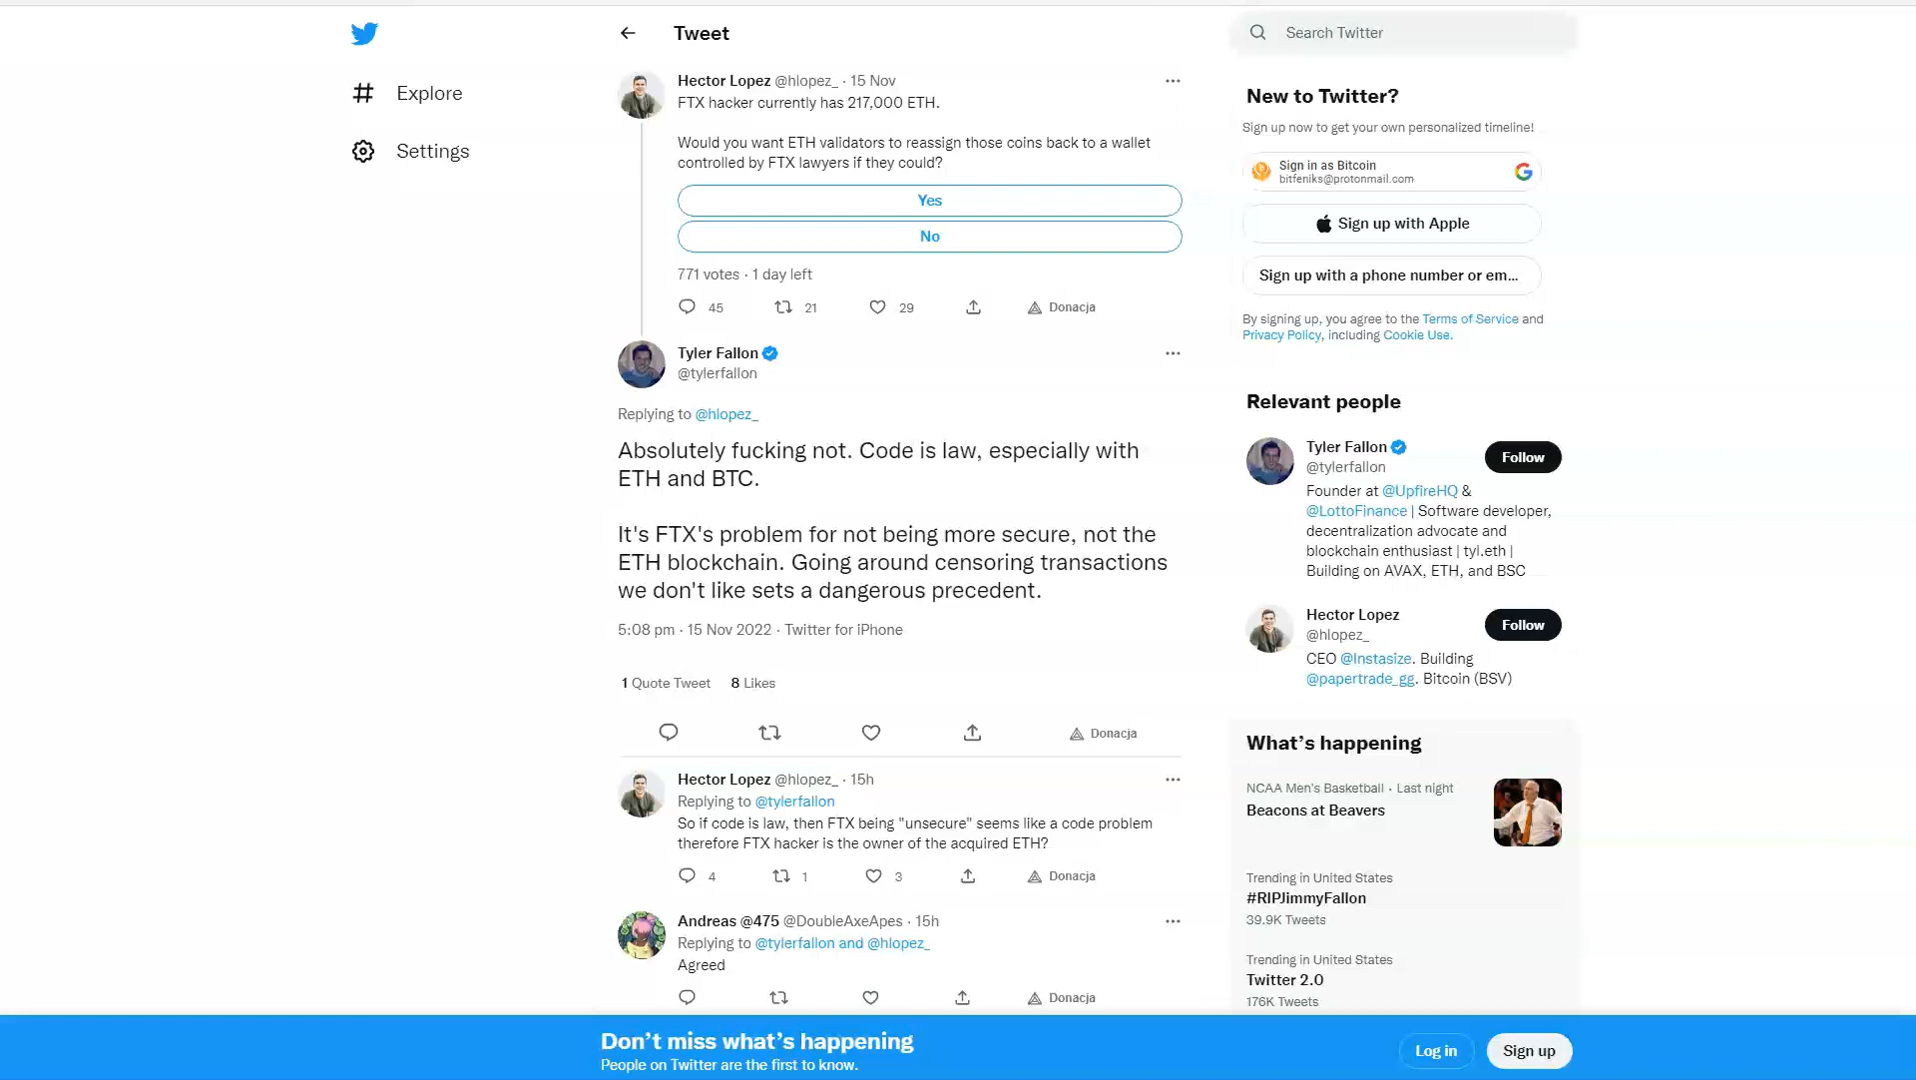 Tweet
Explore
Settings
Hector Lopez @hlopez_ · 15 Nov
FTX hacker currently has 217,000 ETH.
Would you want ETH validators to reassign those coins back to a wallet
controlled by FTX lawyers if they could?
Yes
No
771 votes · 1 day left
45 21 29 Donacja
Tyler Fallon
@tylerfallon
Replying to @hlopez_
Absolutely fucking not. Code is law, especially with
ETH and BTC.
It's FTX's problem for not being more secure, not the
ETH blockchain. Going around censoring transactions
we don't like sets a dangerous precedent.
5:08 pm · 15 Nov 2022 · Twitter for iPhone
1 Quote Tweet 8 Likes
Donacja
Hector Lopez @hlopez_ · 15h
Replying to @tylerfallon
So if code is law, then FTX being "unsecure" seems like a code problem
therefore FTX hacker is the owner of the acquired ETH?
4 1 3 Donacja
Andreas @475 @DoubleAxeApes · 15h
Replying to @tylerfallon and @hlopez_
Agreed
Donacja
Search Twitter
New to Twitter?
Sign up now to get your own personalized timeline!
Sign in as Bitcoin
bitfeniks@protonmail.com
Sign up with Apple
Sign up with a phone number or em...
By signing up, you agree to the Terms of Service and
Privacy Policy, including Cookie Use.
Relevant people
Tyler Fallon
@tylerfallon
Follow
Founder at @UpfireHQ &
@LottoFinance | Software developer,
decentralization advocate and
blockchain enthusiast | tyl.eth |
Building on AVAX, ETH, and BSC
Hector Lopez
@hlopez_
Follow
CEO @Instasize. Building
@papertrade_gg. Bitcoin (BSV)
What's happening
NCAA Men's Basketball · Last night
Beacons at Beavers
Trending in United States
#RIPJimmyFallon
39.9K Tweets
Trending in United States
Twitter 2.0
176K Tweets
Don't miss what's happening
People on Twitter are the first to know.
Log in
Sign up